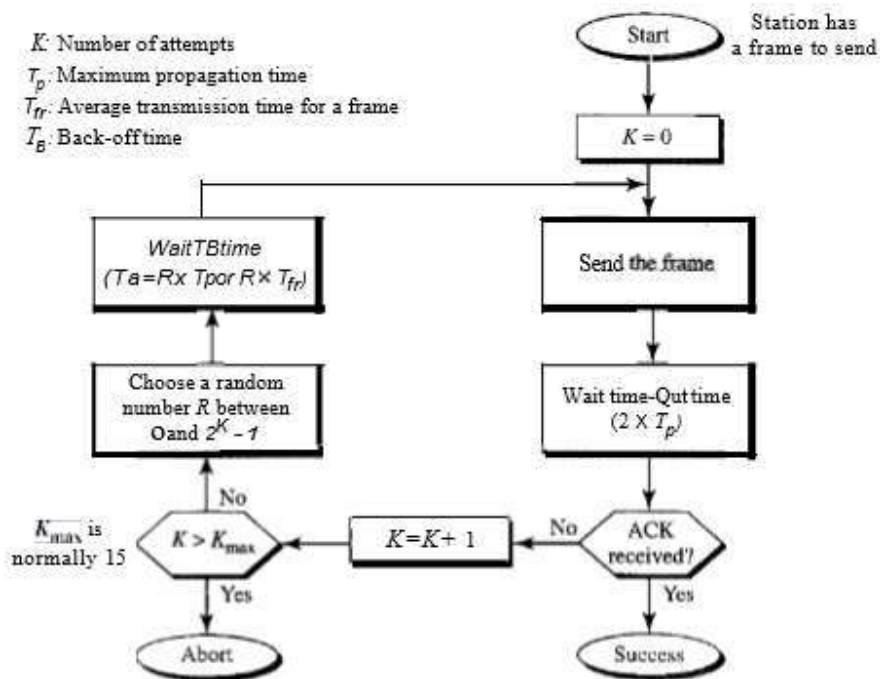 K: Number of attempts
Tp: Maximum propagation time
Tfr: Average transmission time for a frame
TB: Back-off time
Start
Station has
a frame to send
K = 0
WaitTBtime
(Ta=Rx Tpor R× Tfr)
Send the frame
Choose a random
number R between
Oand 2^K - 1
Wait time-Qut time
(2 X Tp)
No
Kmax is
normally 15
K > Kmax
K=K+ 1
No
ACK
received?
Yes
Yes
Abort
Success